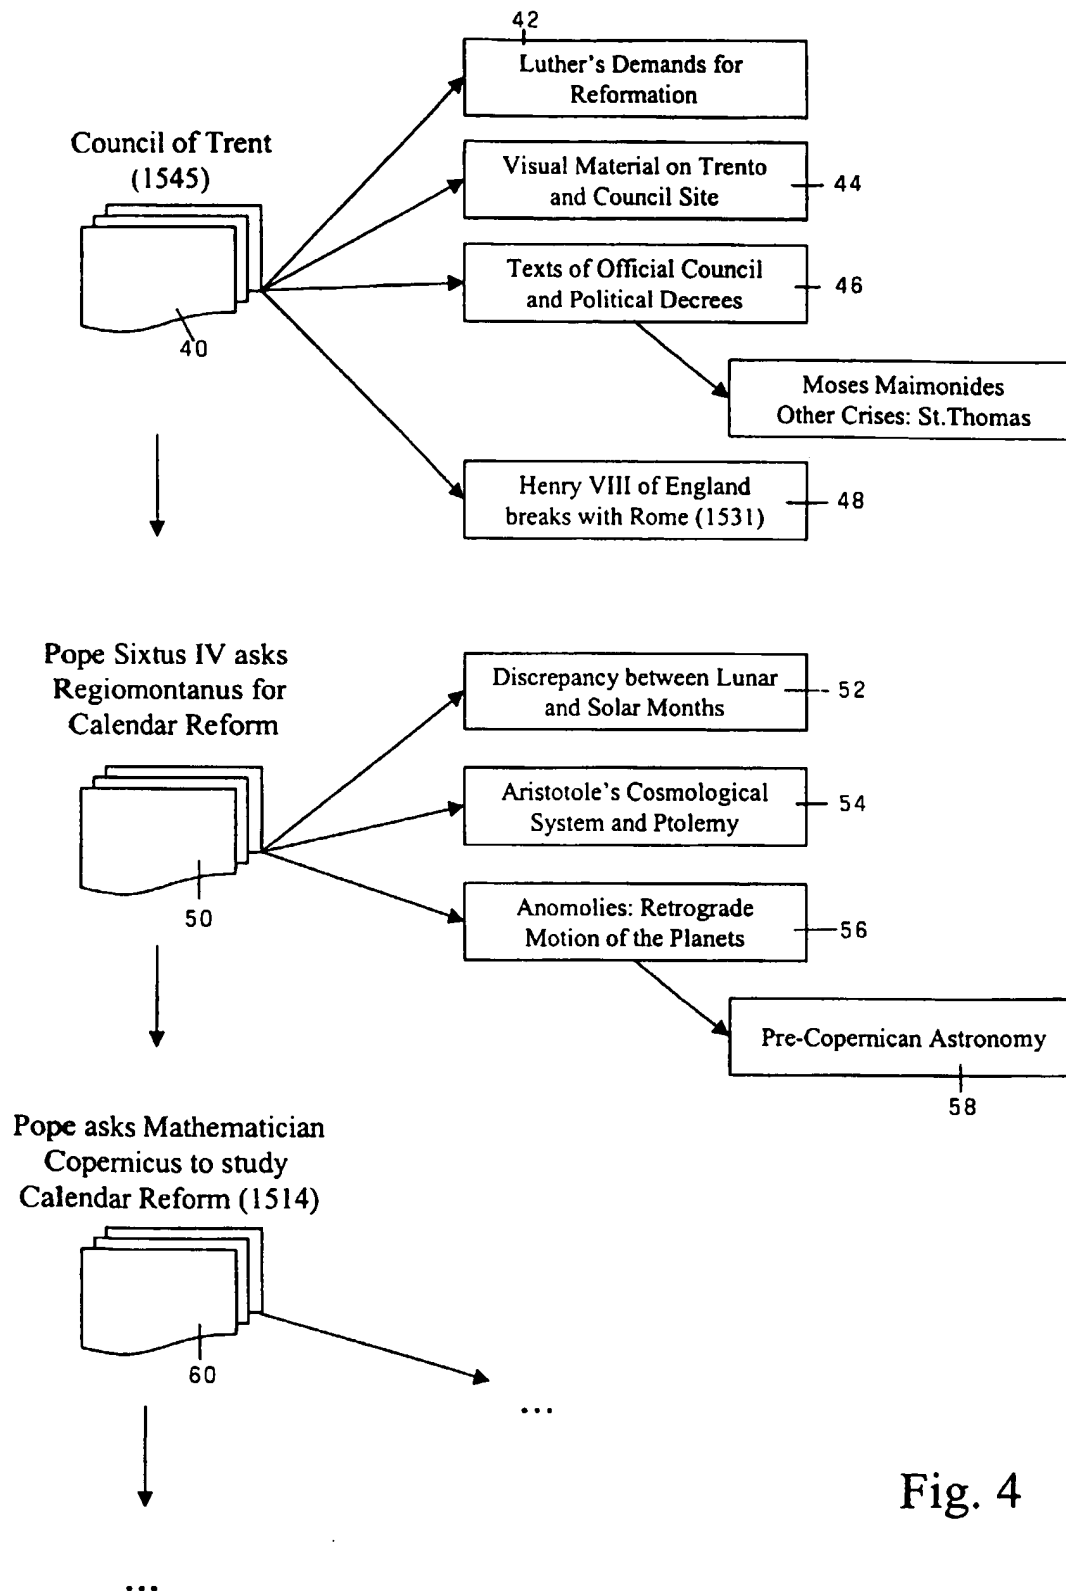 42
Luther's Demands for
Reformation
Council of Trent
(1545)
Visual Material on Trento
and Council Site
44
Texts of Official Council
and Political Decrees
46
40
Moses Maimonides
Other Crises: St.Thomas
Henry VIII of England
breaks with Rome (1531)
48
Pope Sixtus IV asks
Regiomontanus for
Calendar Reform
Discrepancy between Lunar
and Solar Months
52
Aristotole's Cosmological
System and Ptolemy
54
50
Anomolies: Retrograde
Motion of the Planets
56
Pre-Copernican Astronomy
58
Pope asks Mathematician
Copernicus to study
Calendar Reform (1514)
60
...
Fig. 4
...